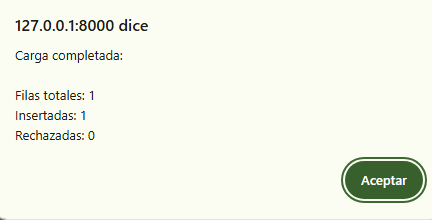 127.0.0.1:8000 dice
Carga completada:
Filas totales: 1
Insertadas: 1
Rechazadas: 0
Aceptar